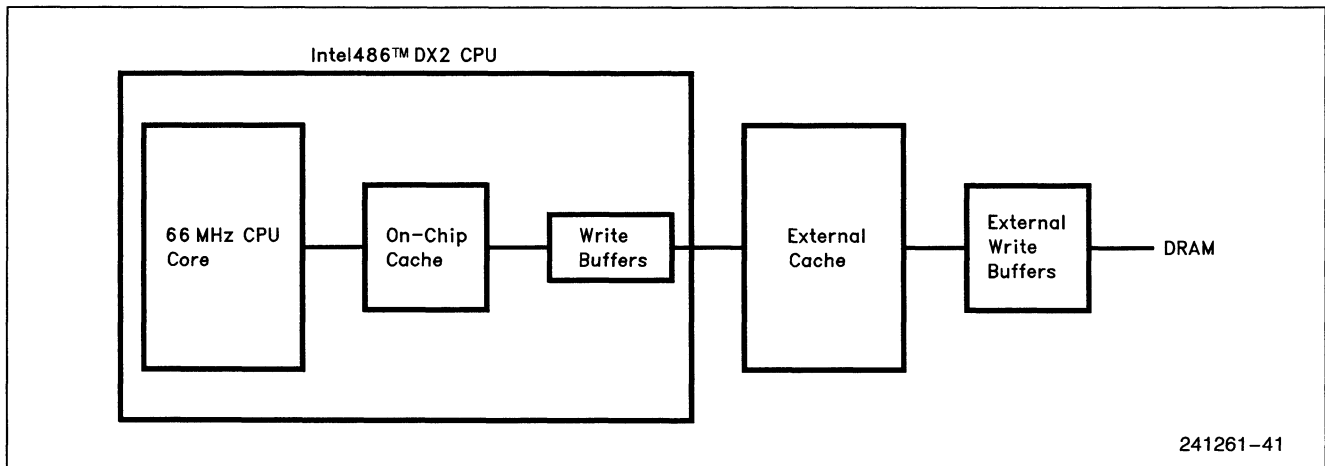 Intel486™ DX2 CPU
66 MHz CPU
Core
On-Chip
Cache
Write
Buffers
External
Cache
External
Write
Buffers
DRAM
241261-41